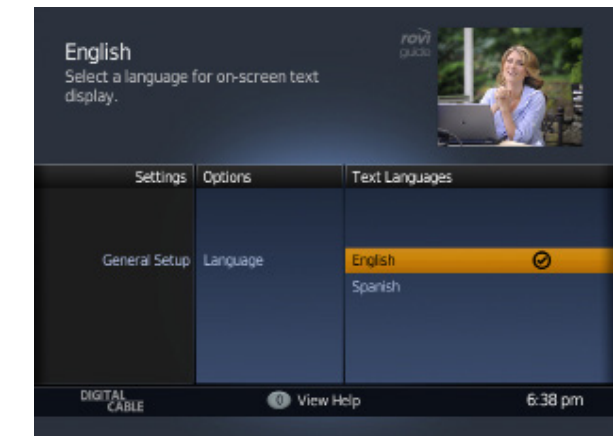 English
rovi
guide
Select a language for on-screen text
display.
Settings Options Text Languages
General Setup Language English
Spanish
DIGITAL
CABLE
0 View Help 6:38 pm